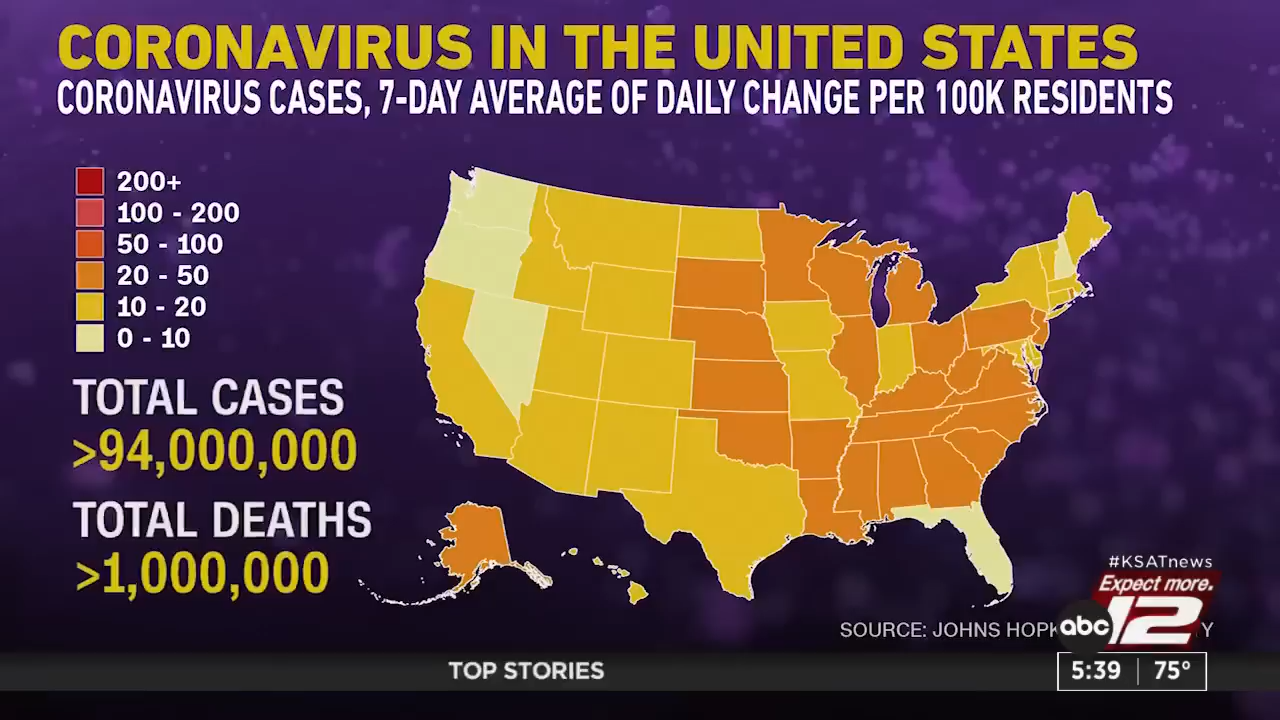 CORONAVIRUS IN THE UNITED STATES
CORONAVIRUS CASES, 7-DAY AVERAGE OF DAILY CHANGE PER 100K RESIDENTS
200+
100 - 200
50 - 100
20 - 50
10 - 20
0 - 10
TOTAL CASES
>94,000,000
TOTAL DEATHS
>1,000,000
#KSATnews
Expect more.
abc 12
SOURCE: JOHNS
TOP STORIES
5:39 75°